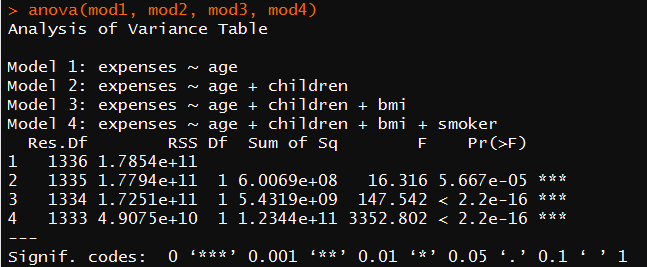 > anova(mod1, mod2, mod3, mod4)
Analysis of Variance Table

Model 1: expenses ~ age
Model 2: expenses ~ age + children
Model 3: expenses ~ age + children + bmi
Model 4: expenses ~ age + children + bmi + smoker
  Res.Df        RSS Df  Sum of Sq        F    Pr(>F)
1   1336 1.7854e+11
2   1335 1.7794e+11  1 6.0069e+08   16.316 5.667e-05 ***
3   1334 1.7251e+11  1 5.4319e+09  147.542 < 2.2e-16 ***
4   1333 4.9075e+10  1 1.2344e+11 3352.802 < 2.2e-16 ***
---
Signif. codes:  0 ‘***’ 0.001 ‘**’ 0.01 ‘*’ 0.05 ‘.’ 0.1 ‘ ’ 1